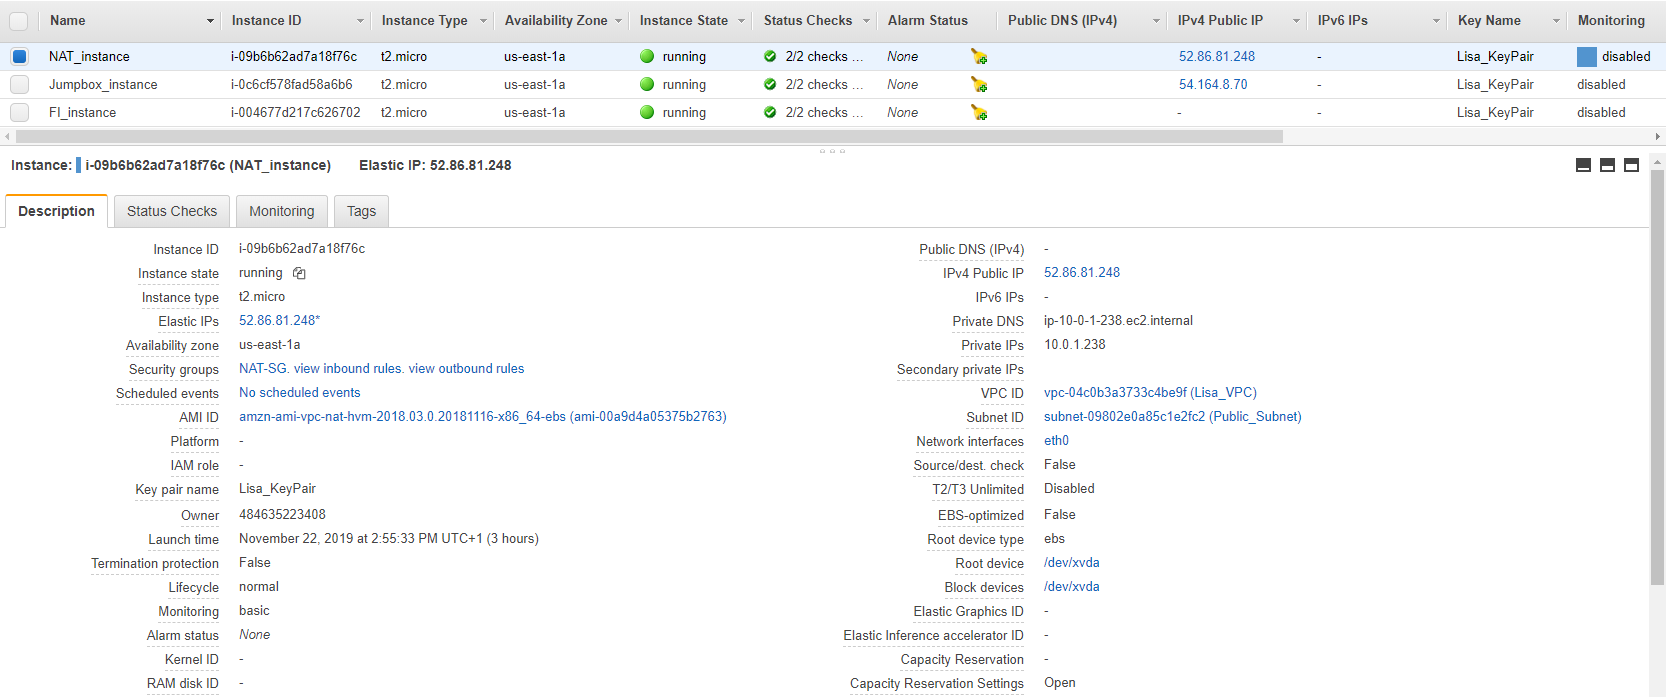 Name Instance ID Instance Type Availability Zone Instance State Status Checks Alarm Status Public DNS (IPv4) IPv4 Public IP IPv6 IPs Key Name Monitoring
NAT_instance i-09b6b62ad7a18f76c t2.micro us-east-1a running 2/2 checks ... None 52.86.81.248 - Lisa_KeyPair disabled
Jumpbox_instance i-0c6cf578fad58a6b6 t2.micro us-east-1a running 2/2 checks ... None 54.164.8.70 - Lisa_KeyPair disabled
FI_instance i-004677d217c626702 t2.micro us-east-1a running 2/2 checks ... None - - Lisa_KeyPair disabled
Instance: i-09b6b62ad7a18f76c (NAT_instance) Elastic IP: 52.86.81.248
Description Status Checks Monitoring Tags
Instance ID i-09b6b62ad7a18f76c Public DNS (IPv4) -
Instance state running IPv4 Public IP 52.86.81.248
Instance type t2.micro IPv6 IPs -
Elastic IPs 52.86.81.248* Private DNS ip-10-0-1-238.ec2.internal
Availability zone us-east-1a Private IPs 10.0.1.238
Security groups NAT-SG. view inbound rules. view outbound rules Secondary private IPs
Scheduled events No scheduled events VPC ID vpc-04c0b3a3733c4be9f (Lisa_VPC)
AMI ID amzn-ami-vpc-nat-hvm-2018.03.0.20181116-x86_64-ebs (ami-00a9d4a05375b2763) Subnet ID subnet-09802e0a85c1e2fc2 (Public_Subnet)
Platform - Network interfaces eth0
IAM role - Source/dest. check False
Key pair name Lisa_KeyPair T2/T3 Unlimited Disabled
Owner 484635223408 EBS-optimized False
Launch time November 22, 2019 at 2:55:33 PM UTC+1 (3 hours) Root device type ebs
Termination protection False Root device /dev/xvda
Lifecycle normal Block devices /dev/xvda
Monitoring basic Elastic Graphics ID -
Alarm status None Elastic Inference accelerator ID -
Kernel ID - Capacity Reservation -
RAM disk ID - Capacity Reservation Settings Open